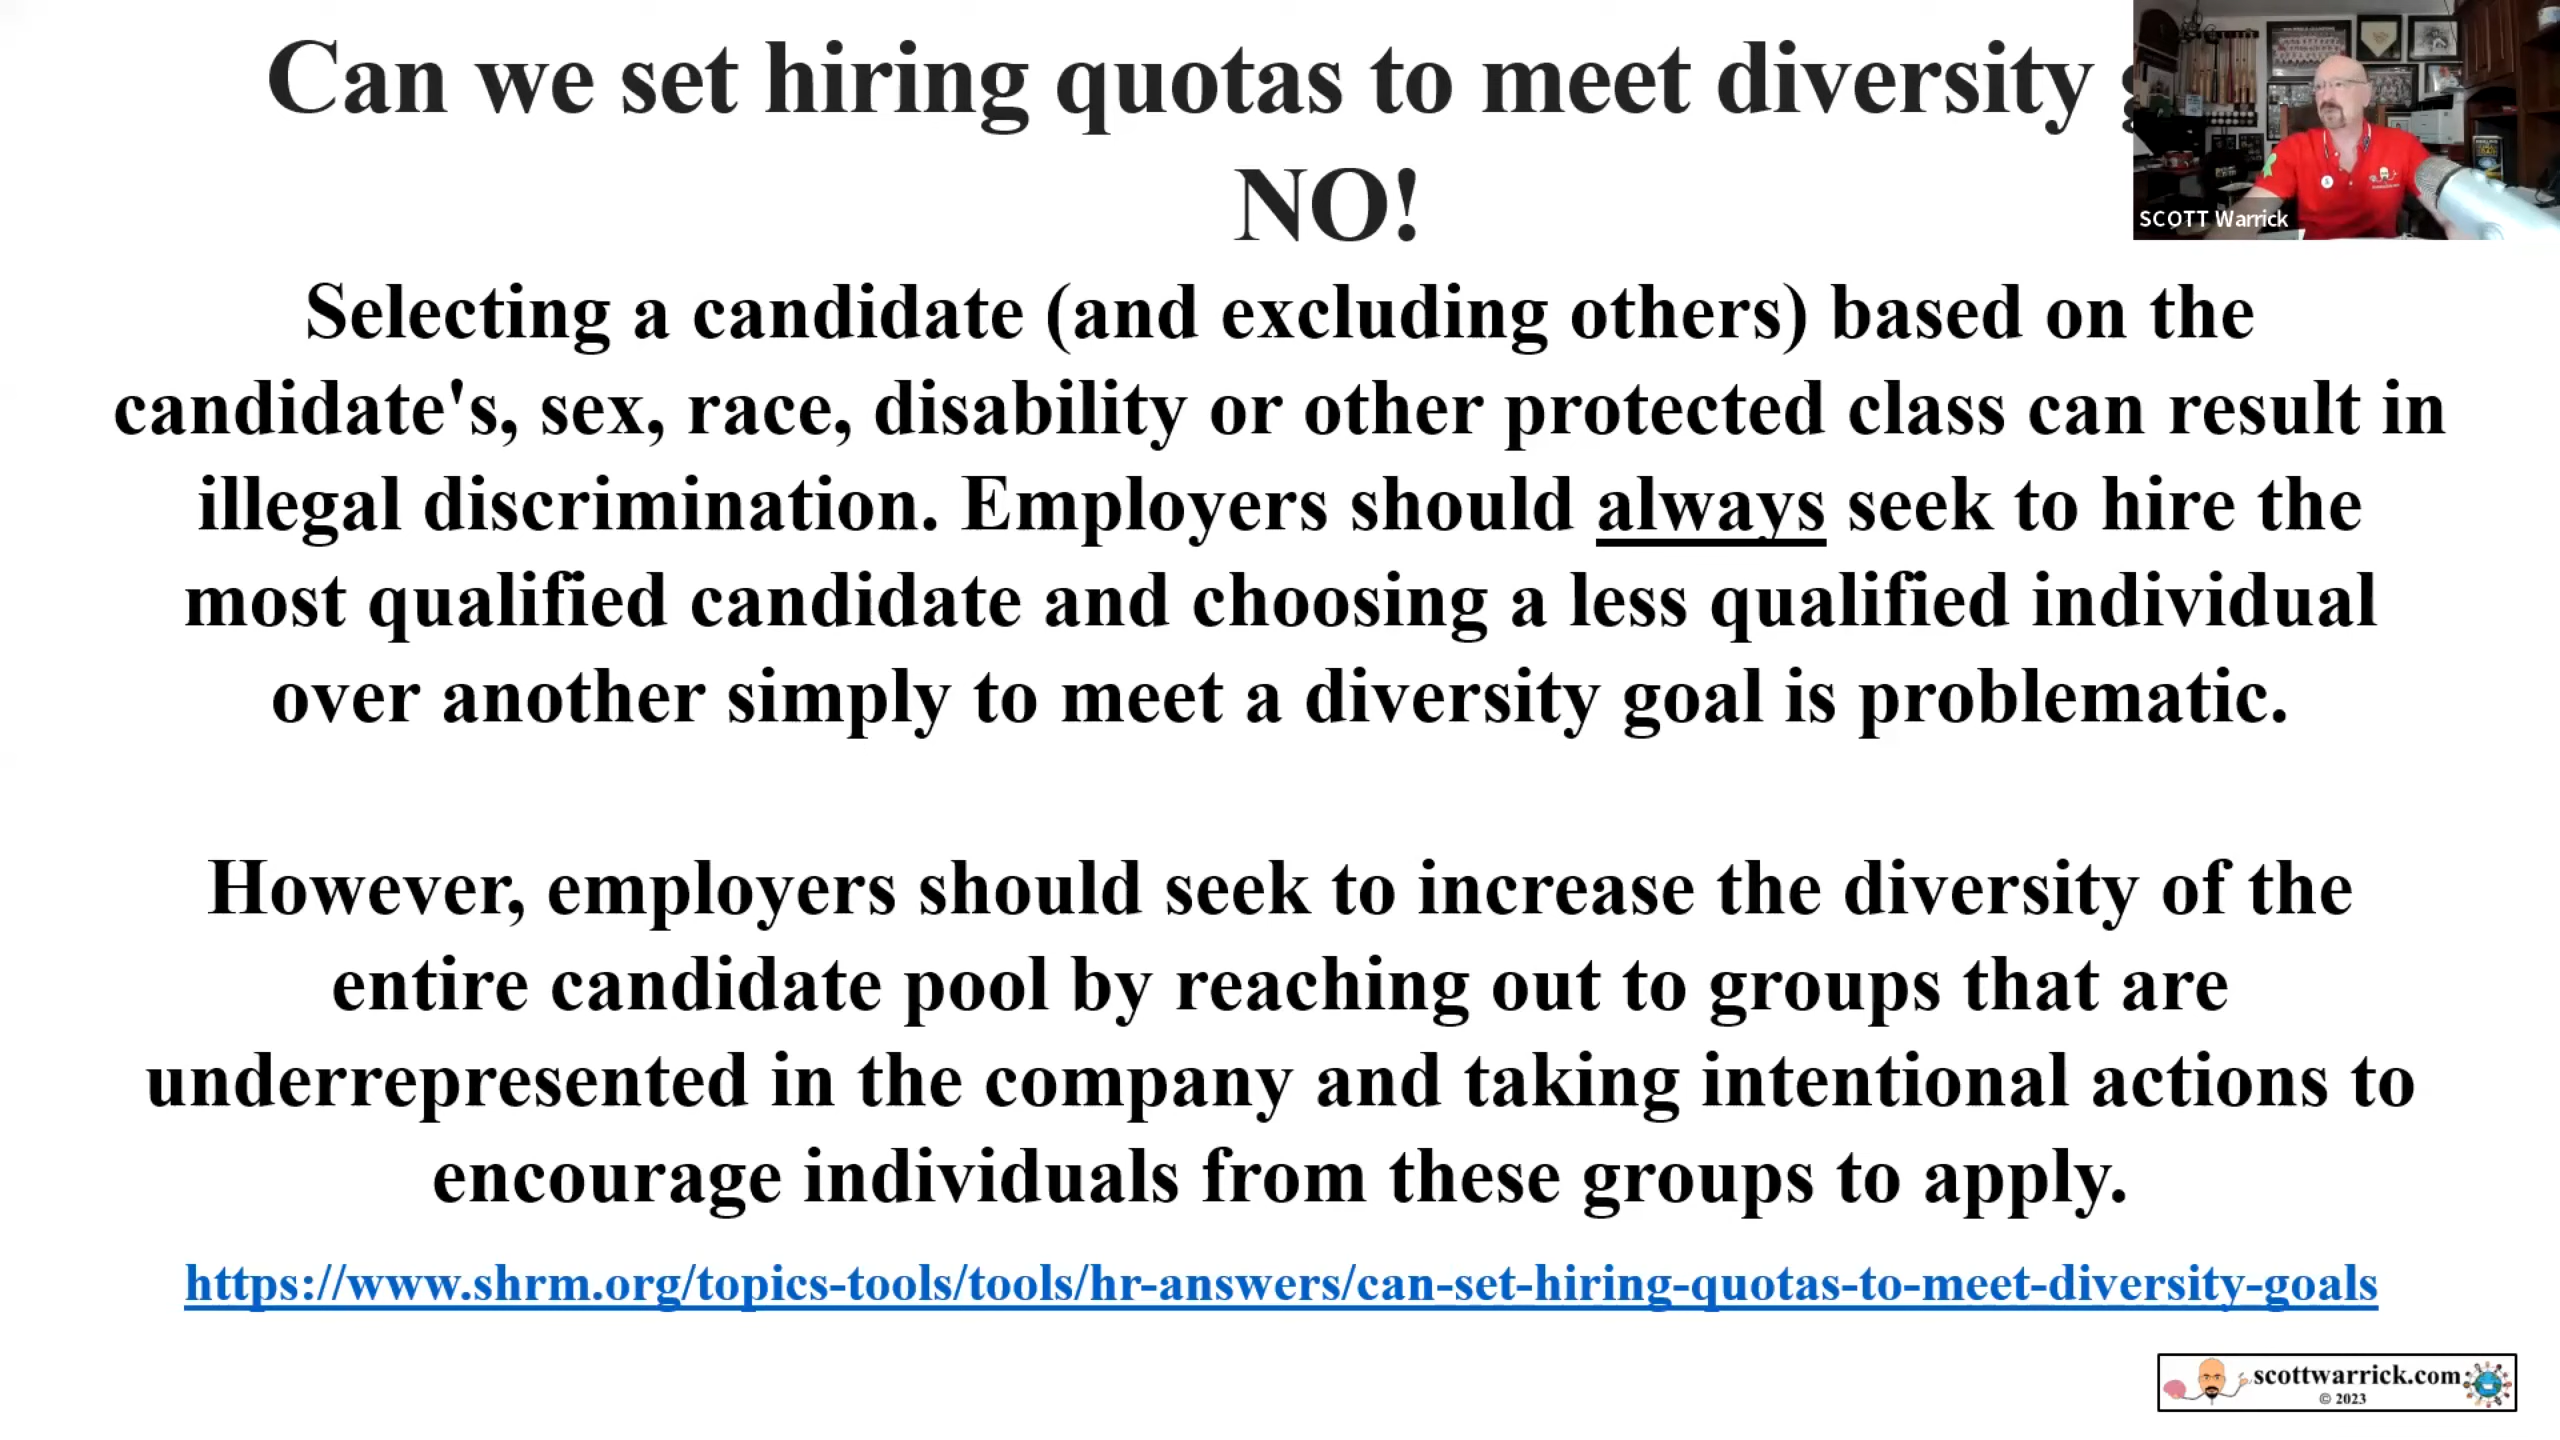 Can we set hiring quotas to meet diversity
NO!
SCOTT Warrick
Selecting a candidate (and excluding others) based on the
candidate's, sex, race, disability or other protected class can result in
illegal discrimination. Employers should always seek to hire the
most qualified candidate and choosing a less qualified individual
over another simply to meet a diversity goal is problematic.
However, employers should seek to increase the diversity of the
entire candidate pool by reaching out to groups that are
underrepresented in the company and taking intentional actions to
encourage individuals from these groups to apply.
https://www.shrm.org/topics-tools/tools/hr-answers/can-set-hiring-quotas-to-meet-diversity-goals
scottwarrick.com
© 2023